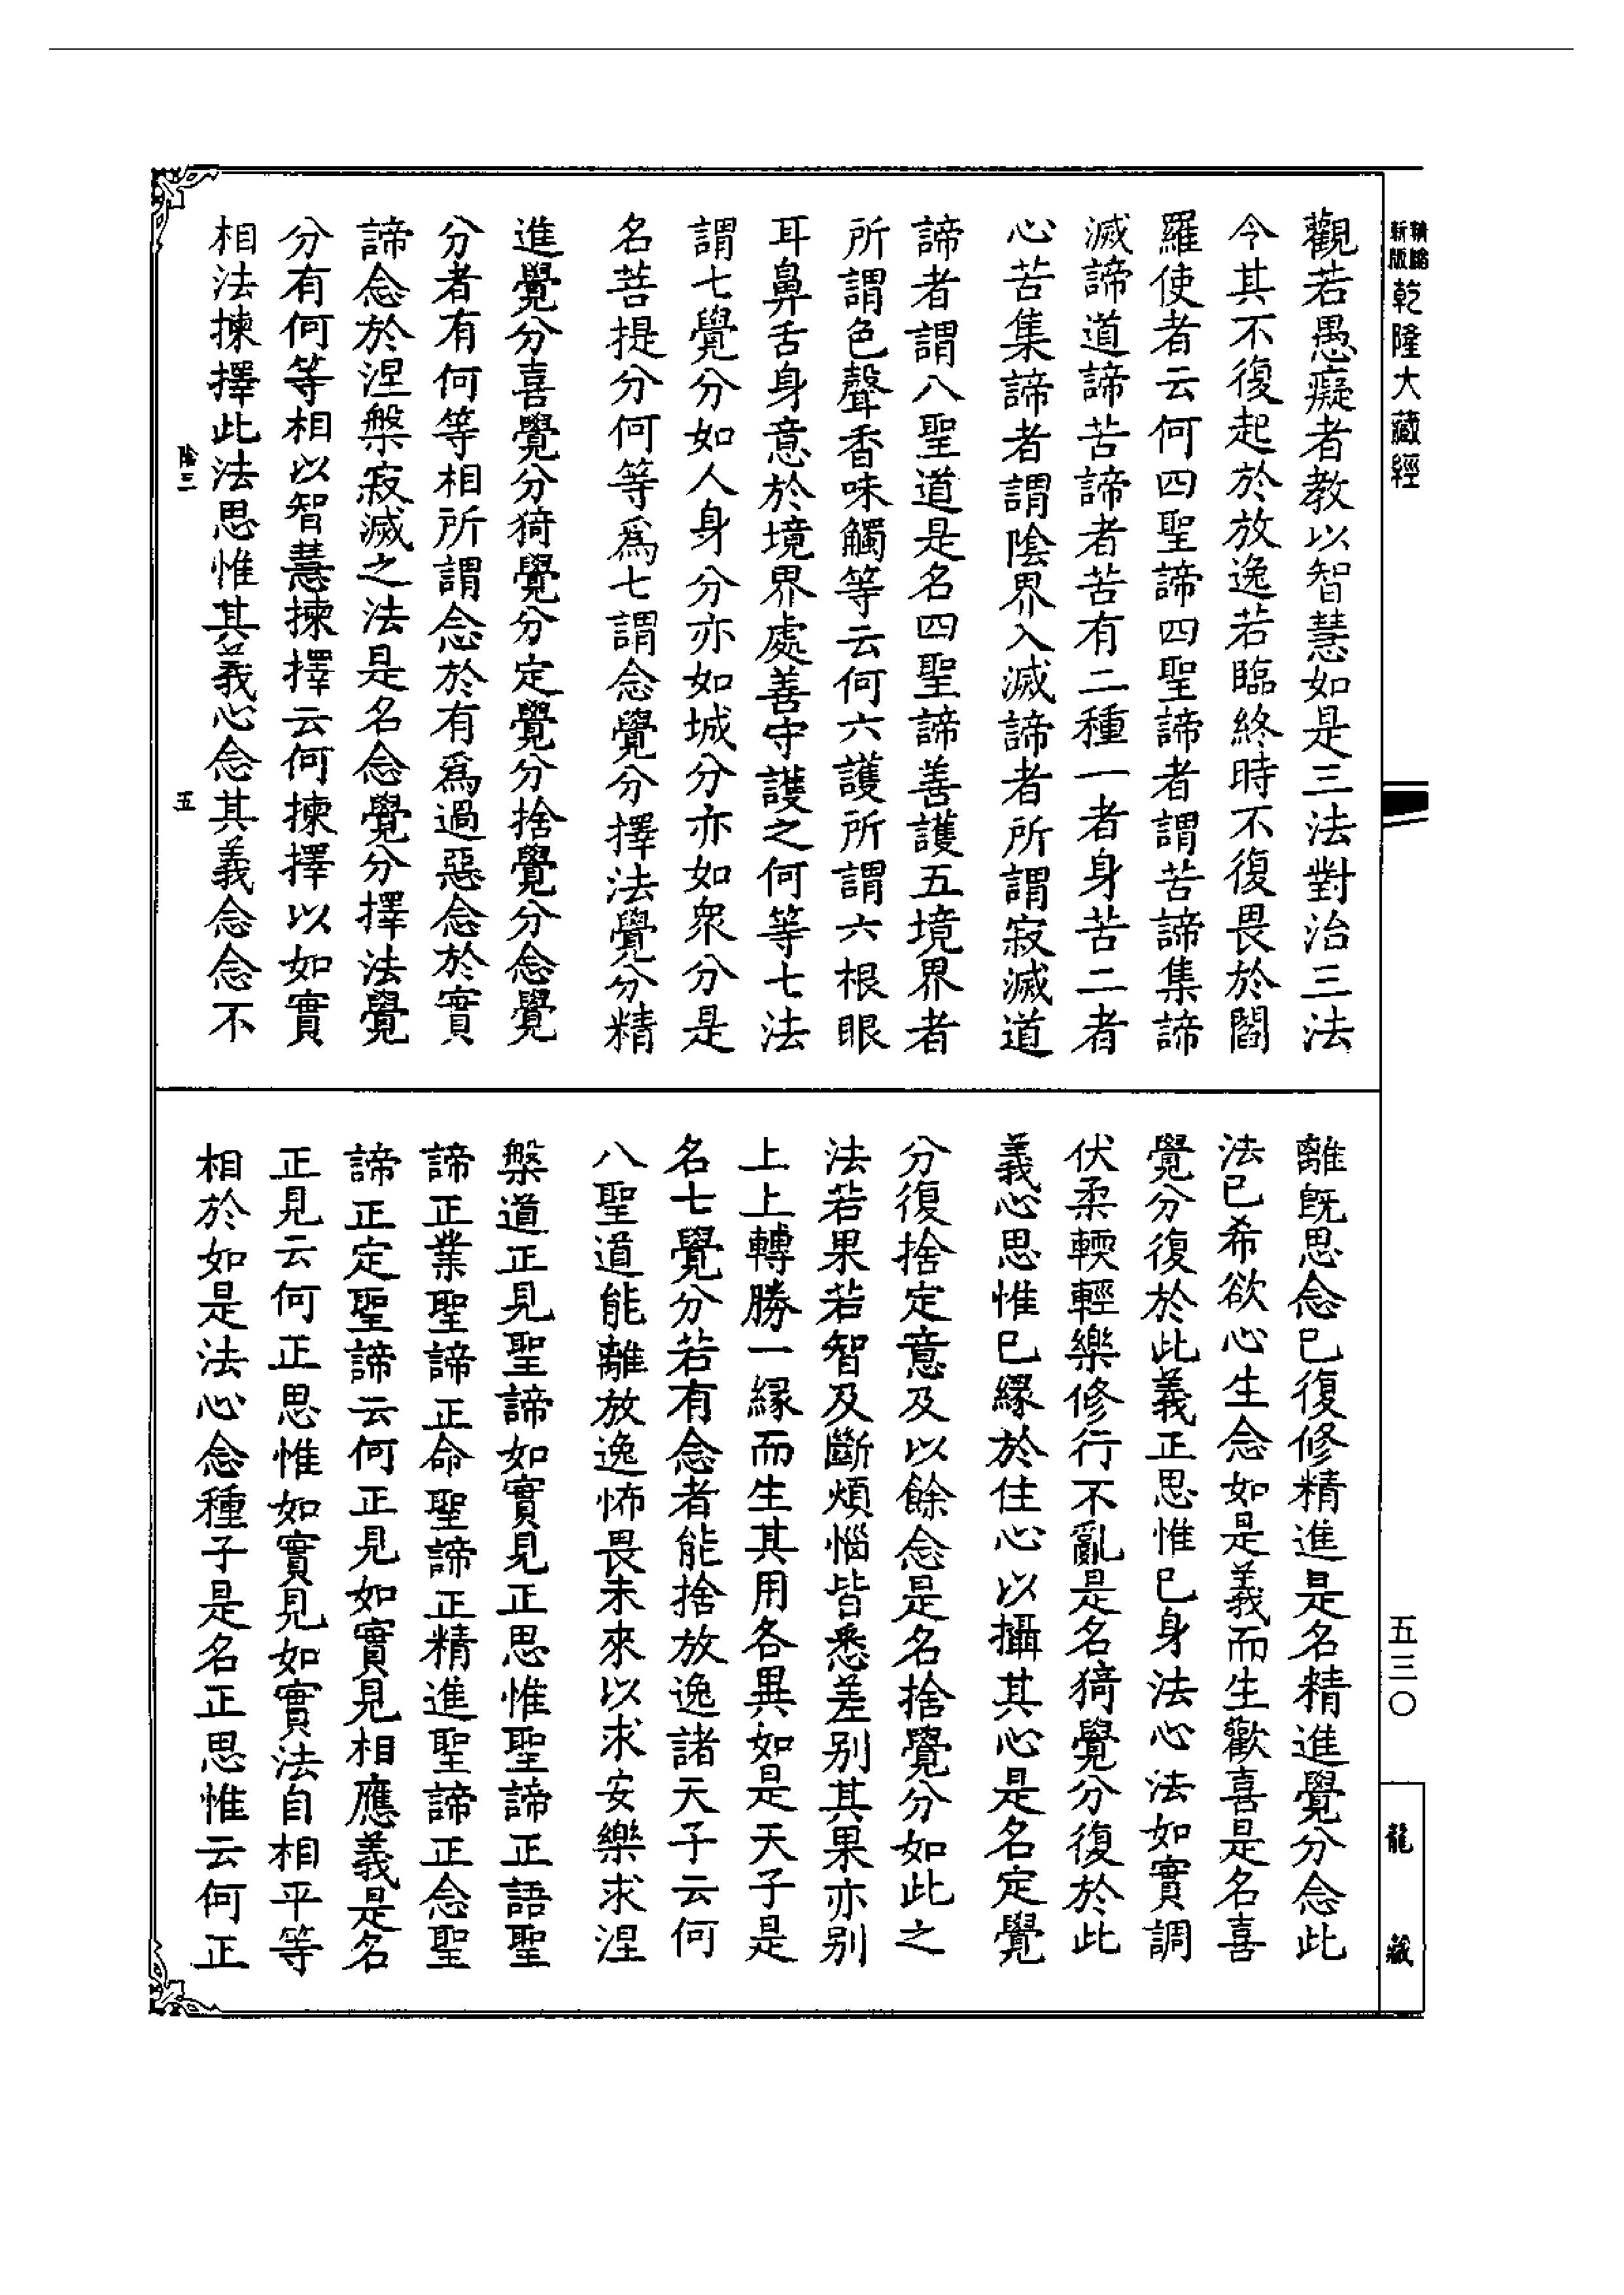 精縮新版乾隆大藏經
觀若愚癡者教以智慧如是三法對治三法
今其不復起於放逸若臨終時不復畏於閻
羅使者云何四聖諦四聖諦者謂苦諦集諦
滅諦道諦苦諦者苦有二種一者身苦二者
心苦集諦者謂陰界入滅諦者所謂寂滅道
諦者謂八聖道是名四聖諦善護五境界者
所謂色聲香味觸等云何六護所謂六根眼
耳鼻舌身意於境界處善守護之何等七法
謂七覺分如人身分亦如城分亦如眾分是
名菩提分何等為七謂念覺分擇法覺分精
進覺分喜覺分猗覺分定覺分捨覺分念覺
分者有何等相所謂念於有為過惡念於實
諦念於涅槃寂滅之法是名念覺分擇法覺
分有何等相以智慧揀擇云何揀擇以如實
相法揀擇此法思惟其義心念其義念念不
陰三
五
離既思念已復修精進是名精進覺分念此
法已希欲心生念如是義而生歡喜是名喜
覺分復於此義正思惟已身法心法如實調
伏柔輭輕樂修行不亂是名猗覺分復於此
義心思惟已緣於住心以攝其心是名定覺
分復捨定意及以餘念是名捨覺分如此之
法若果若智及斷煩惱皆悉差別其果亦別
上上轉勝一緣而生其用各異如是天子是
名七覺分若有念者能捨放逸諸天子云何
八聖道能離放逸怖畏未來以求安樂求涅
槃道正見聖諦如實見正思惟聖諦正語聖
諦正業聖諦正命聖諦正精進聖諦正念聖
諦正定聖諦云何正見如實見相應義是名
正見云何正思惟如實見如實法自相平等
相於如是法心念種子是名正思惟云何正
五三〇
龍藏